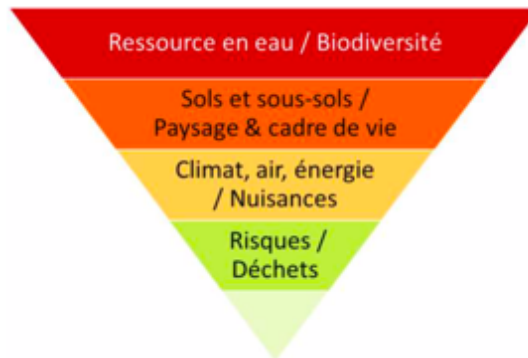 Ressource en eau / Biodiversité
Sols et sous-sols /
Paysage & cadre de vie
Climat, air, énergie
/ Nuisances
Risques /
Déchets